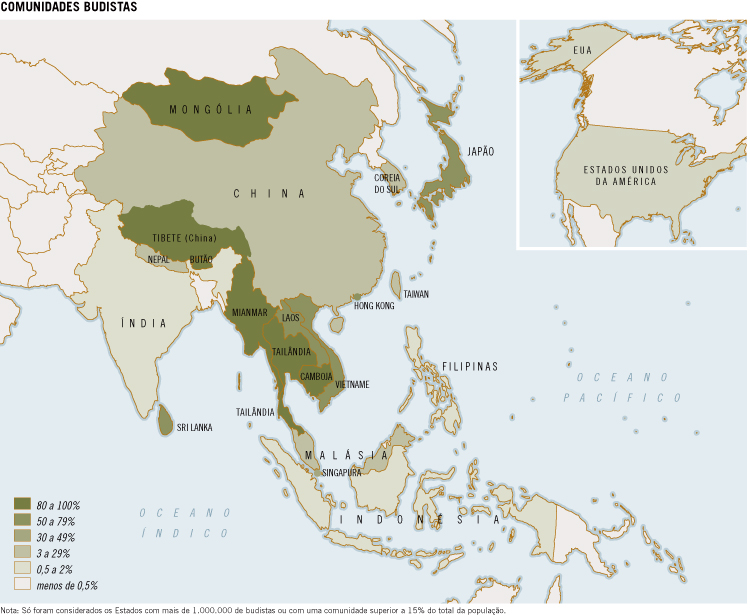 COMUNIDADES BUDISTAS
EUA
ESTADOS UNIDOS
DA AMÉRICA
MONGÓLIA
JAPÃO
COREIA
DO SUL
CHINA
TIBETE (China)
NEPAL
BUTÃO
TAIWAN
HONG KONG
MIANMAR
LAOS
ÍNDIA
TAILÂNDIA
FILIPINAS
CAMBOJA
VIETNAME
OCEANO
PACÍFICO
TAILÂNDIA
SRI LANKA
MALÁSIA
SINGAPURA
INDONÉSIA
OCEANO
ÍNDICO
80 a 100%
50 a 79%
30 a 49%
3 a 29%
0,5 a 2%
menos de 0,5%
Nota: Só foram considerados os Estados com mais de 1.000.000 de budistas ou com uma comunidade superior a 15% do total da população.